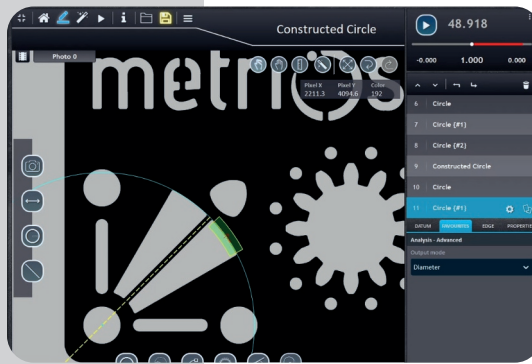 Constructed Circle
48.918
Photo 0
-0.000 1.000 0.000
metrios
Pixel X Pixel Y Color
2211.3 4094.6 192
6 Circle
7 Circle (#1)
8 Circle (#2)
9 Constructed Circle
10 Circle
11 Circle (#1)
DATUM FAVOURITES EDGE PROPERTIE
Analysis - Advanced
Output mode
Diameter